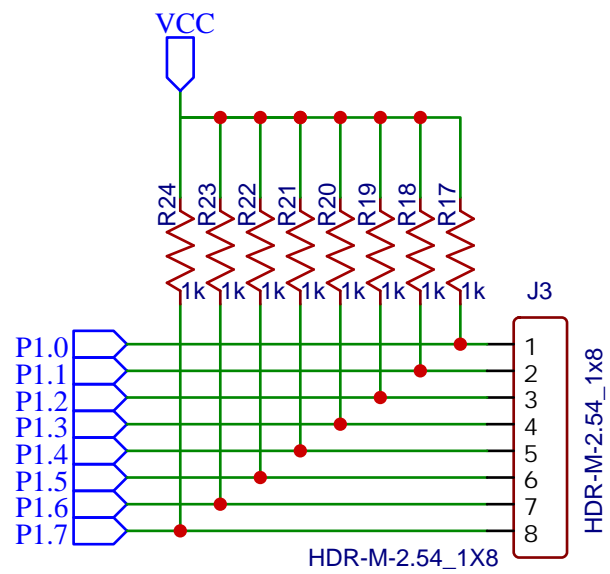 VCC
R24
R23
R22
R21
R20
R19
R18
R17
1k
1k
1k
1k
1k
1k
1k
1k
J3
P1.0
1
P1.1
2
P1.2
3
P1.3
4
P1.4
5
P1.5
6
P1.6
7
P1.7
8
HDR-M-2.54_1x8
HDR-M-2.54_1X8